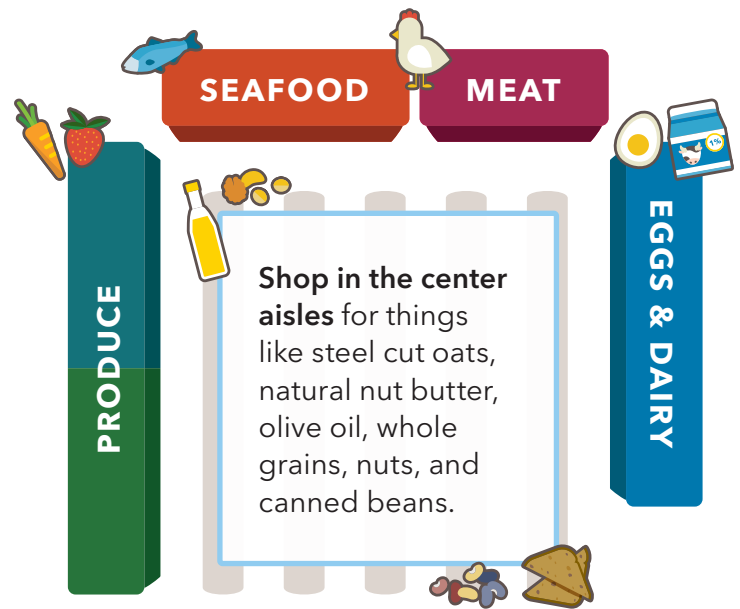 SEAFOOD
MEAT
1%
PRODUCE
EGGS & DAIRY
Shop in the center
aisles for things
like steel cut oats,
natural nut butter,
olive oil, whole
grains, nuts, and
canned beans.